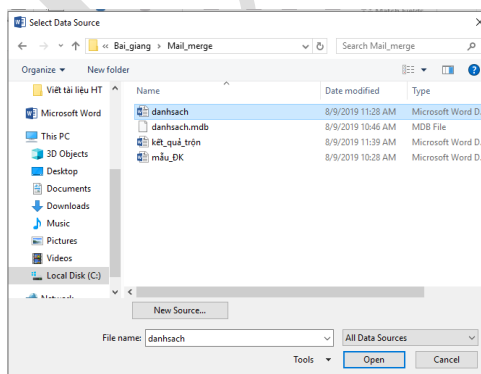 Select Data Source
« Bai_giang > Mail_merge
Search Mail_merge
Organize
New folder
Name
Date modified
Type
Viết tài liệu HT
Microsoft Word
This PC
3D Objects
Desktop
Documents
Downloads
Music
Pictures
Videos
Local Disk (C:)
danhsach 8/9/2019 11:28 AM Microsoft Word D
danhsach.mdb 8/9/2019 10:46 AM MDB File
kết_quả_trộn 8/9/2019 11:39 AM Microsoft Word D
mẫu_ĐK 8/9/2019 10:28 AM Microsoft Word D
New Source...
File name: danhsach
All Data Sources
Tools
Open
Cancel